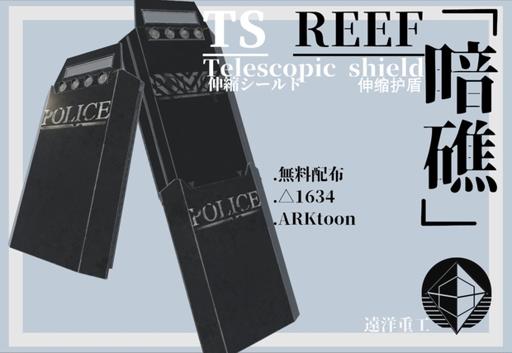 TS REEF
Telescopic shield
伸縮シールド 伸缩护盾
「暗礁」
POLICE
POLICE
.無料配布
.△1634
.ARKtoon
遠洋重工